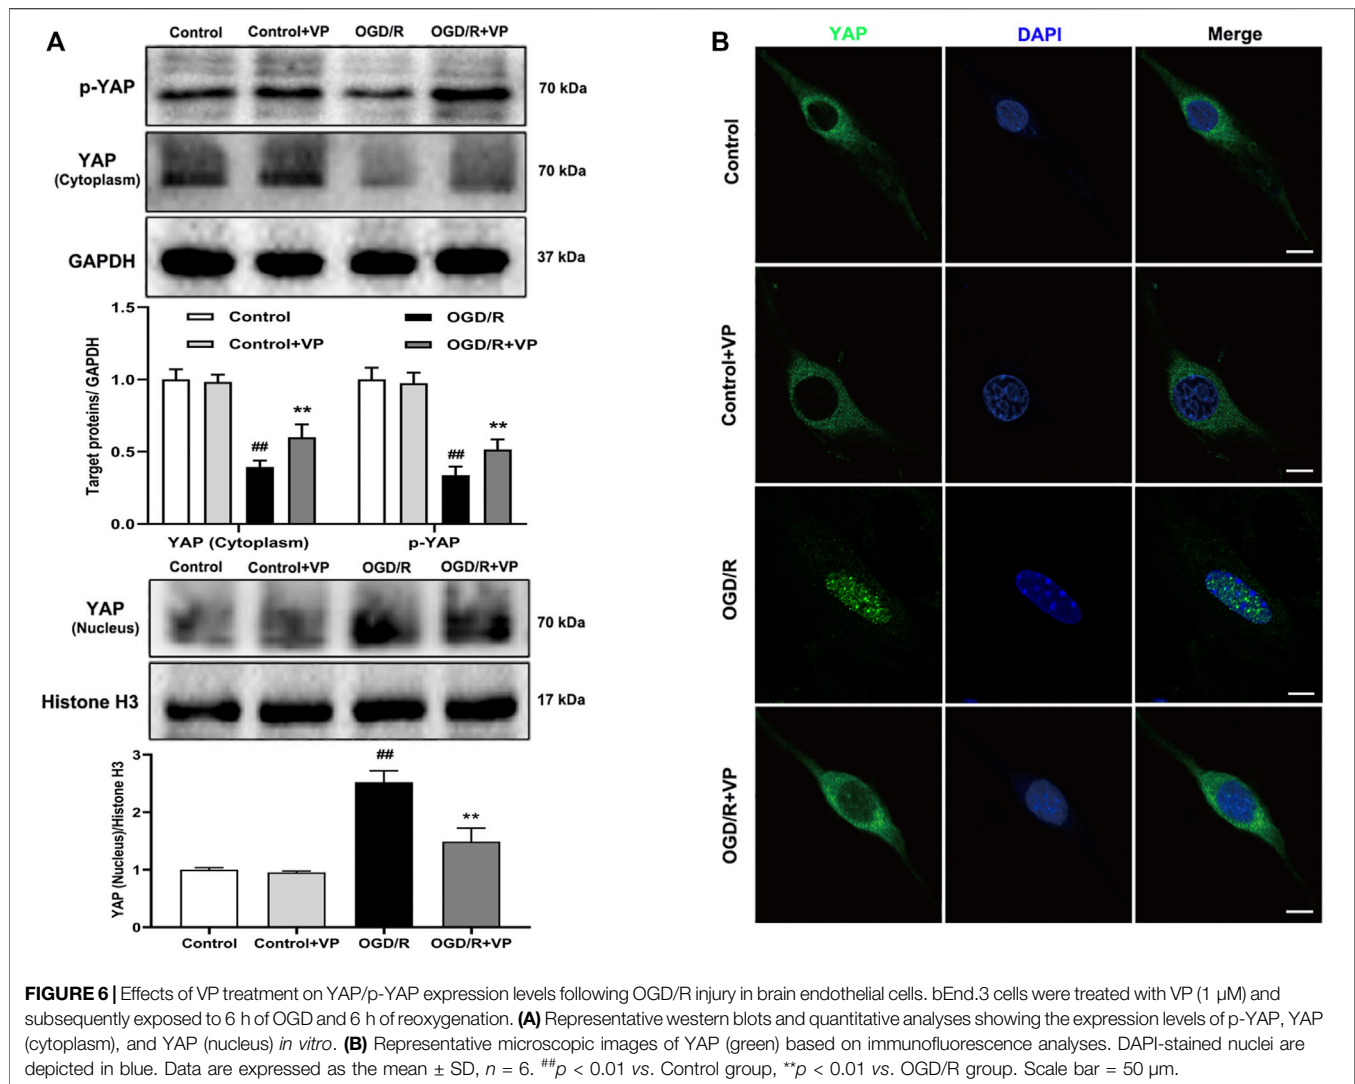 A
Control Control+VP OGD/R OGD/R+VP
p-YAP
70 kDa
YAP
(Cytoplasm)
70 kDa
GAPDH
37 kDa
Target proteins/ GAPDH
1.5
1.0
0.5
0.0
Control
Control+VP
OGD/R
OGD/R+VP
##
**
##
**
YAP (Cytoplasm) p-YAP
Control Control+VP OGD/R OGD/R+VP
YAP
(Nucleus)
70 kDa
Histone H3
17 kDa
YAP (Nucleus)/Histone H3
3
2
1
0
##
**
Control Control+VP OGD/R OGD/R+VP
B
YAP DAPI Merge
Control
Control+VP
OGD/R
OGD/R+VP
FIGURE 6 | Effects of VP treatment on YAP/p-YAP expression levels following OGD/R injury in brain endothelial cells. bEnd.3 cells were treated with VP (1 μM) and
subsequently exposed to 6 h of OGD and 6 h of reoxygenation. (A) Representative western blots and quantitative analyses showing the expression levels of p-YAP, YAP
(cytoplasm), and YAP (nucleus) in vitro. (B) Representative microscopic images of YAP (green) based on immunofluorescence analyses. DAPI-stained nuclei are
depicted in blue. Data are expressed as the mean ± SD, n = 6. ##p < 0.01 vs. Control group, **p < 0.01 vs. OGD/R group. Scale bar = 50 μm.